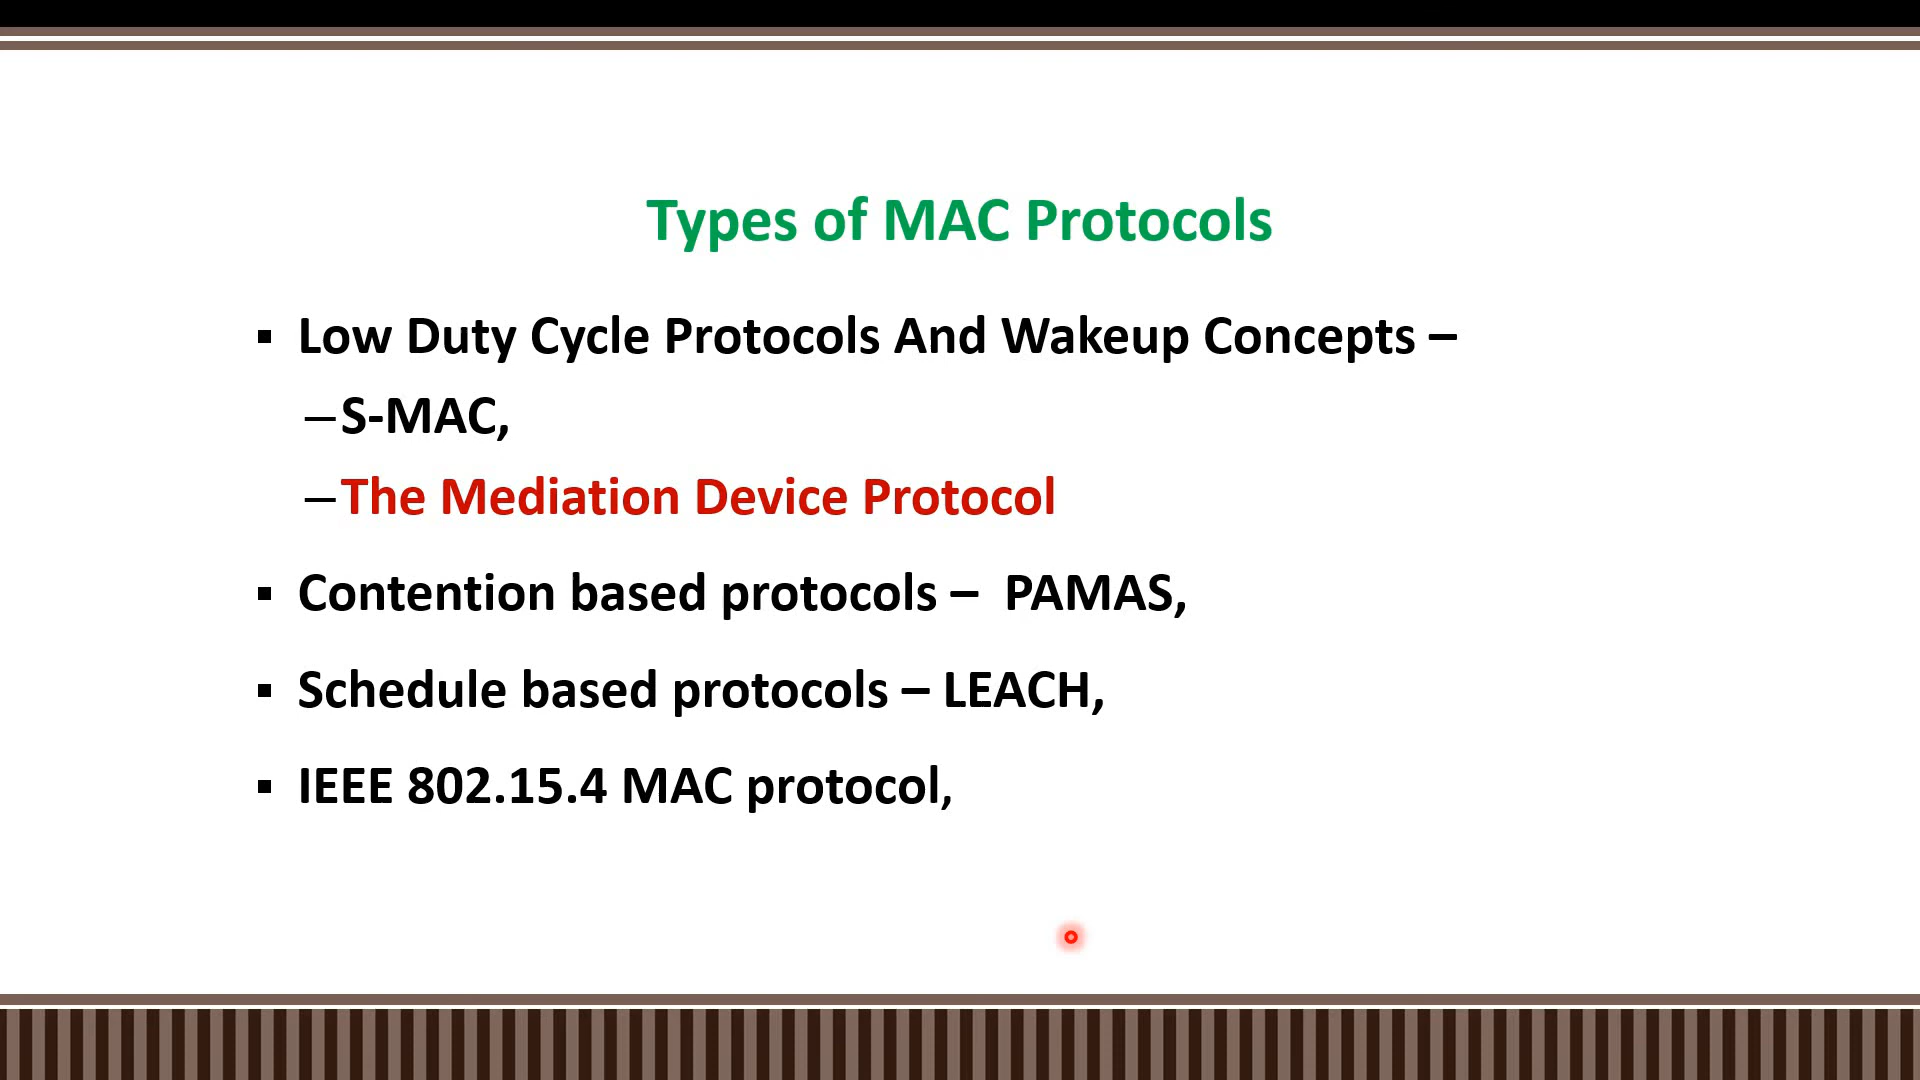 Types of MAC Protocols
▪ Low Duty Cycle Protocols And Wakeup Concepts –
–S-MAC,
–The Mediation Device Protocol
▪ Contention based protocols – PAMAS,
▪ Schedule based protocols – LEACH,
▪ IEEE 802.15.4 MAC protocol,